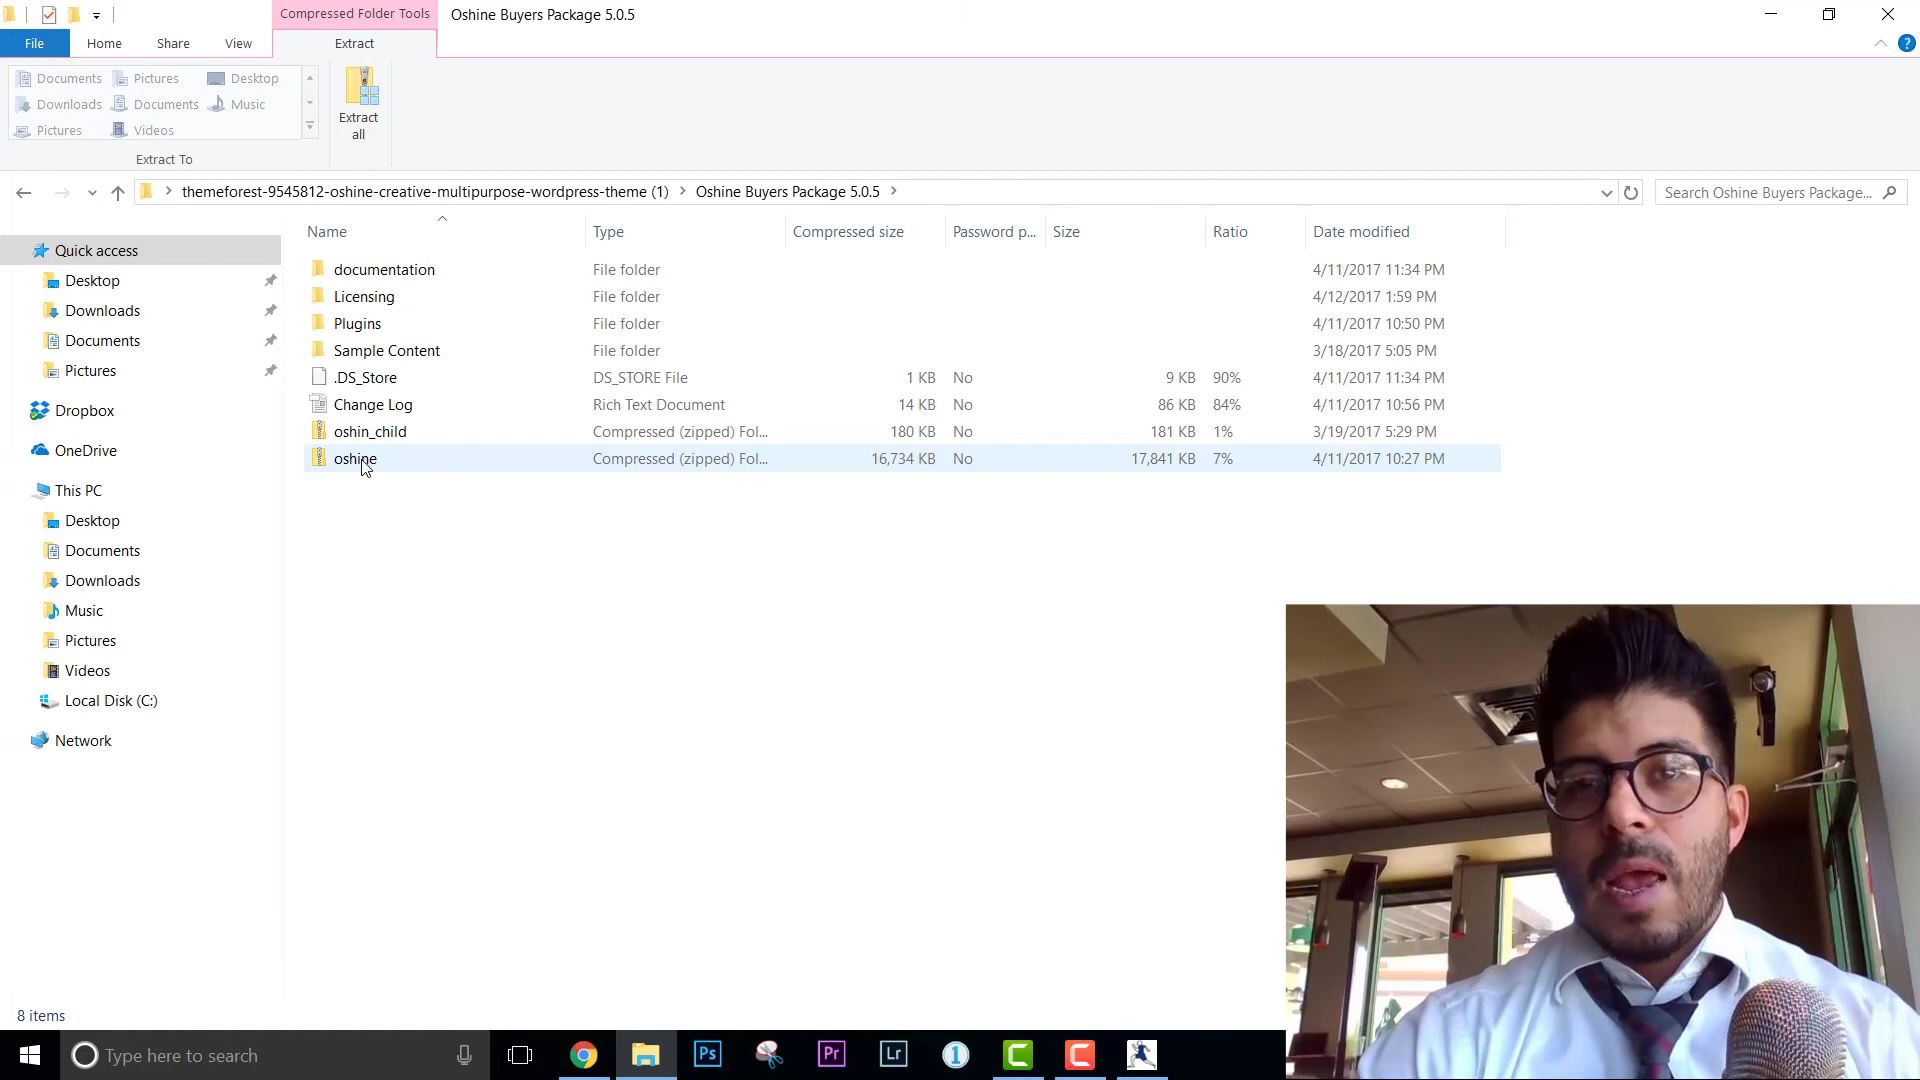 Compressed Folder Tools
Oshine Buyers Package 5.0.5
File
Home
Share
View
Extract
Documents
Pictures
Desktop
Downloads
Documents
Music
Pictures
Videos
Extract To
Extract
all
themeforest-9545812-oshine-creative-multipurpose-wordpress-theme (1)
Oshine Buyers Package 5.0.5
Search Oshine Buyers Package...
Name
Type
Compressed size
Password p...
Size
Ratio
Date modified
documentation File folder 4/11/2017 11:34 PM
Licensing File folder 4/12/2017 1:59 PM
Plugins File folder 4/11/2017 10:50 PM
Sample Content File folder 3/18/2017 5:05 PM
.DS_Store DS_STORE File 1 KB No 9 KB 90% 4/11/2017 11:34 PM
Change Log Rich Text Document 14 KB No 86 KB 84% 4/11/2017 10:56 PM
oshin_child Compressed (zipped) Fol... 180 KB No 181 KB 1% 3/19/2017 5:29 PM
oshine Compressed (zipped) Fol... 16,734 KB No 17,841 KB 7% 4/11/2017 10:27 PM
Quick access
Desktop
Downloads
Documents
Pictures
Dropbox
OneDrive
This PC
Desktop
Documents
Downloads
Music
Pictures
Videos
Local Disk (C:)
Network
8 items
Type here to search
Ps
Pr
Lr